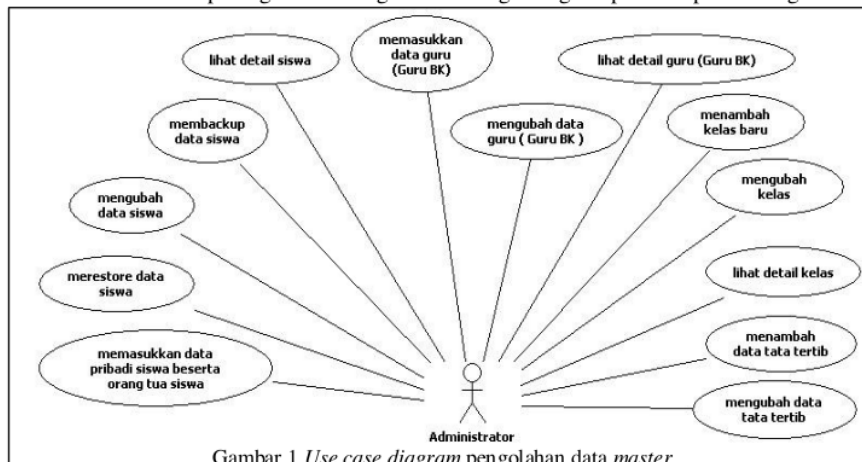 lihat detail siswa
memasukkan
data guru
(Guru BK)
lihat detail guru (Guru BK)
membackup
data siswa
mengubah data
guru ( Guru BK )
menambah
kelas baru
mengubah
data siswa
mengubah
kelas
merestore data
siswa
lihat detail kelas
memasukkan data
pribadi siswa beserta
orang tua siswa
menambah
data tata tertib
mengubah data
tata tertib
Administrator
Gambar 1 Use case diagram pengolahan data master